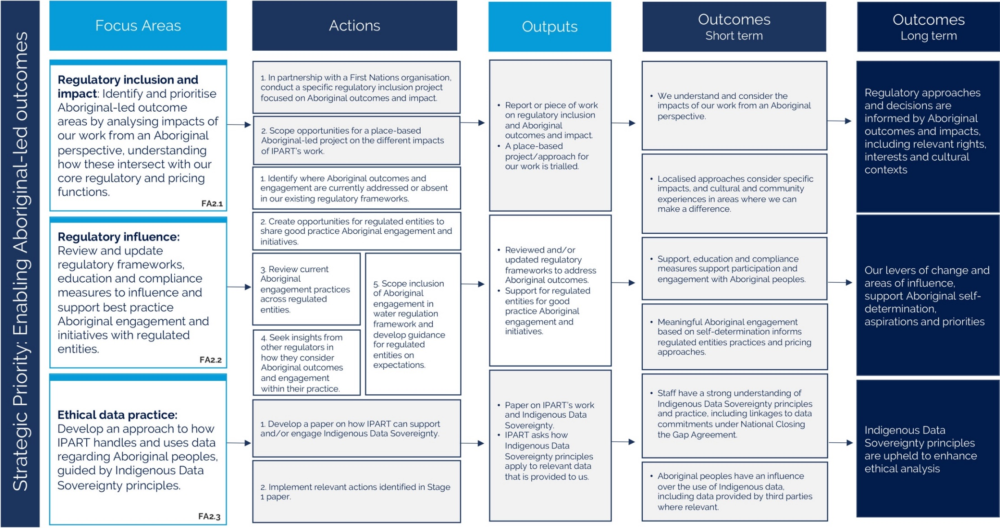 Strategic Priority: Enabling Aboriginal-led outcomes
Focus Areas
Actions
Outputs
Outcomes
Short term
Outcomes
Long term
Regulatory inclusion and
impact: Identify and prioritise
Aboriginal-led outcome
areas by analysing impacts of
our work from an Aboriginal
perspective, understanding
how these intersect with our
core regulatory and pricing
functions.
FA2.1
1. In partnership with a First Nations organisation,
conduct a specific regulatory inclusion project
focused on Aboriginal outcomes and impact.
2. Scope opportunities for a place-based
Aboriginal-led project on the different impacts
of IPART's work.
• Report or piece of work
on regulatory inclusion
and Aboriginal
outcomes and impact.
• A place-based
project/approach for
our work is trialled.
• We understand and consider the
impacts of our work from an Aboriginal
perspective.
• Localised approaches consider specific
impacts, and cultural and community
experiences in areas where we can
make a difference.
Regulatory approaches
and decisions are
informed by Aboriginal
outcomes and impacts,
including relevant rights,
interests and cultural
contexts
Regulatory influence:
Review and update
regulatory frameworks,
education and compliance
measures to influence and
support best practice
Aboriginal engagement and
initiatives with regulated
entities.
FA2.2
1. Identify where Aboriginal outcomes and
engagement are currently addressed or absent
in our existing regulatory frameworks.
2. Create opportunities for regulated entities to
share good practice Aboriginal engagement and
initiatives.
3. Review current
Aboriginal
engagement practices
across regulated
entities.
4. Seek insights from
other regulators in
how they consider
Aboriginal outcomes
and engagement
within their practice.
5. Scope inclusion
of Aboriginal
engagement in
water regulation
framework and
develop guidance
for regulated
entities on
expectations.
• Reviewed and/or
updated regulatory
frameworks to address
Aboriginal outcomes.
• Support for regulated
entities for good
practice Aboriginal
engagement and
initiatives.
• Support, education and compliance
measures support participation and
engagement with Aboriginal peoples.
• Meaningful Aboriginal engagement
based on self-determination informs
regulated entities practices and pricing
approaches.
Our levers of change and
areas of influence,
support Aboriginal self-
determination,
aspirations and priorities
Ethical data practice:
Develop an approach to how
IPART handles and uses data
regarding Aboriginal peoples,
guided by Indigenous Data
Sovereignty principles.
FA2.3
1. Develop a paper on how IPART can support
and/or engage Indigenous Data Sovereignty.
2. Implement relevant actions identified in Stage
1 paper.
• Paper on IPART's work
and Indigenous Data
Sovereignty.
• IPART asks how
Indigenous Data
Sovereignty principles
apply to relevant data
that is provided to us.
• Staff have a strong understanding of
Indigenous Data Sovereignty principles
and practice, including linkages to data
commitments under National Closing
the Gap Agreement.
• Aboriginal peoples have an influence
over the use of Indigenous data,
including data provided by third parties
where relevant.
Indigenous Data
Sovereignty principles
are upheld to enhance
ethical analysis